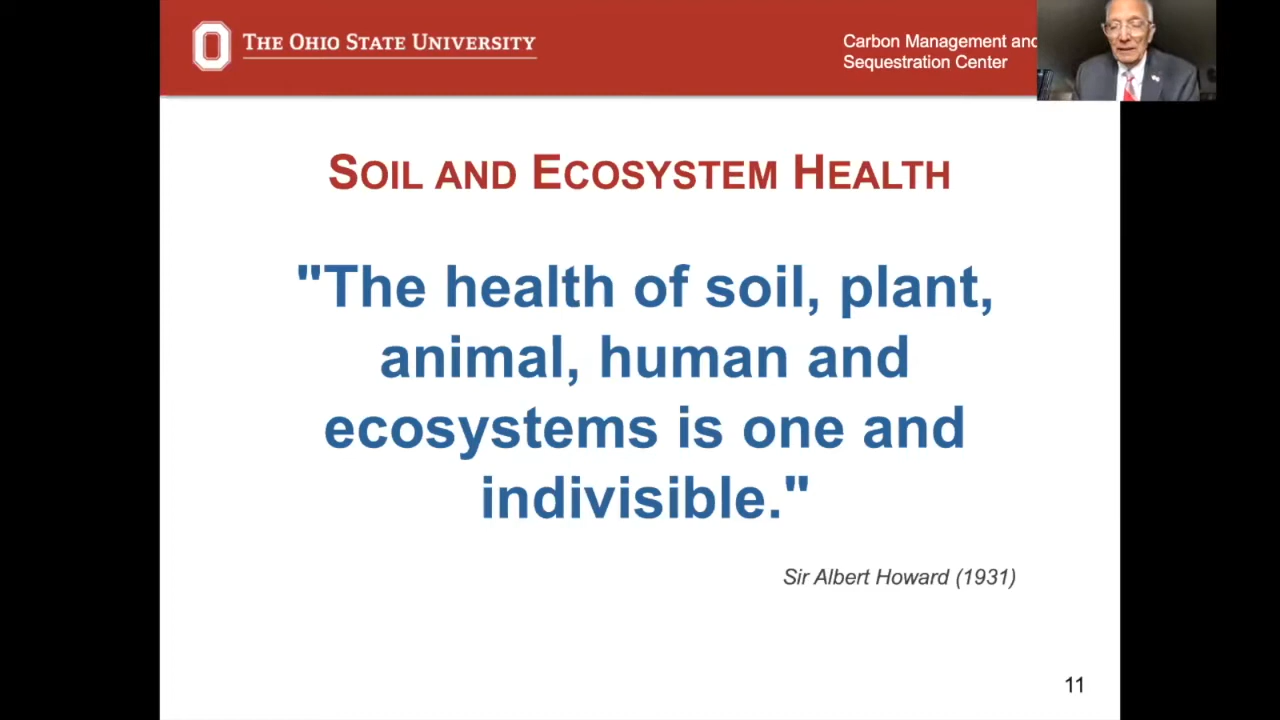 THE OHIO STATE UNIVERSITY
Carbon Management and
Sequestration Center
SOIL AND ECOSYSTEM HEALTH
"The health of soil, plant,
animal, human and
ecosystems is one and
indivisible."
Sir Albert Howard (1931)
11